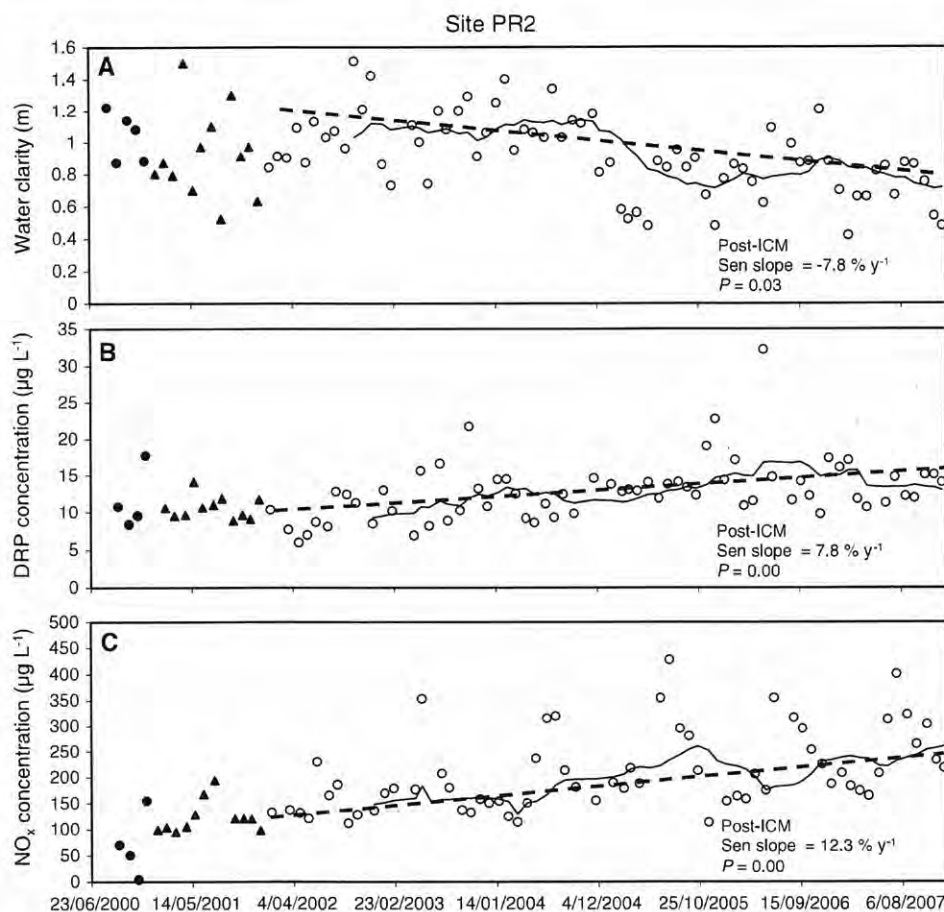 Site PR2
A
Water clarity (m)
1.6
1.4
1.2
1
0.8
0.6
0.4
0.2
0
Post-ICM
Sen slope = -7.8 % y⁻¹
P = 0.03
B
DRP concentration (µg L⁻¹)
35
30
25
20
15
10
5
0
Post-ICM
Sen slope = 7.8 % y⁻¹
P = 0.00
C
NOₓ concentration (µg L⁻¹)
500
450
400
350
300
250
200
150
100
50
0
Post-ICM
Sen slope = 12.3 % y⁻¹
P = 0.00
23/06/2000 14/05/2001 4/04/2002 23/02/2003 14/01/2004 4/12/2004 25/10/2005 15/09/2006 6/08/2007